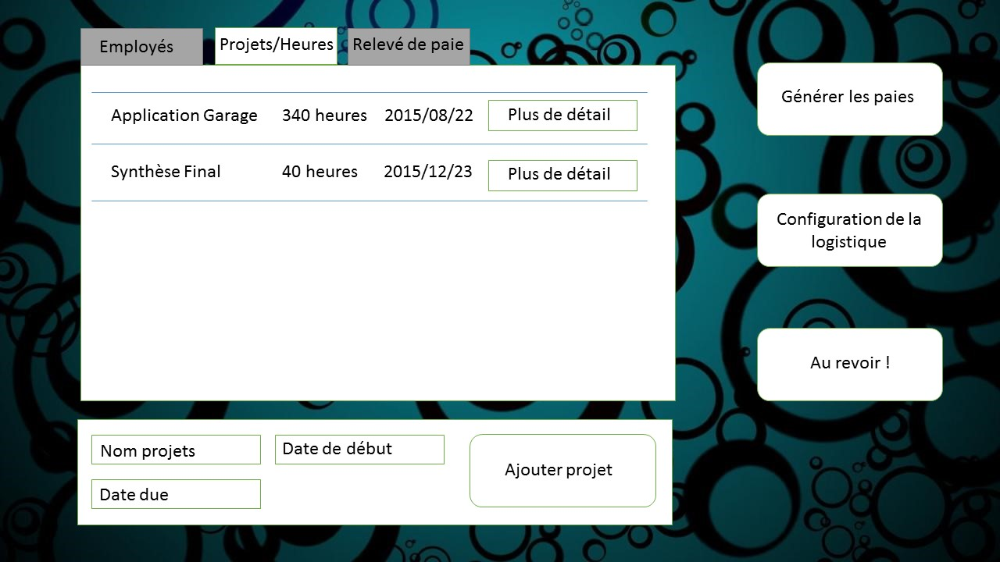 Employés Projets/Heures Relevé de paie
Application Garage 340 heures 2015/08/22 Plus de détail
Synthèse Final 40 heures 2015/12/23 Plus de détail
Nom projets Date de début
Date due
Ajouter projet
Générer les paies
Configuration de la
logistique
Au revoir !